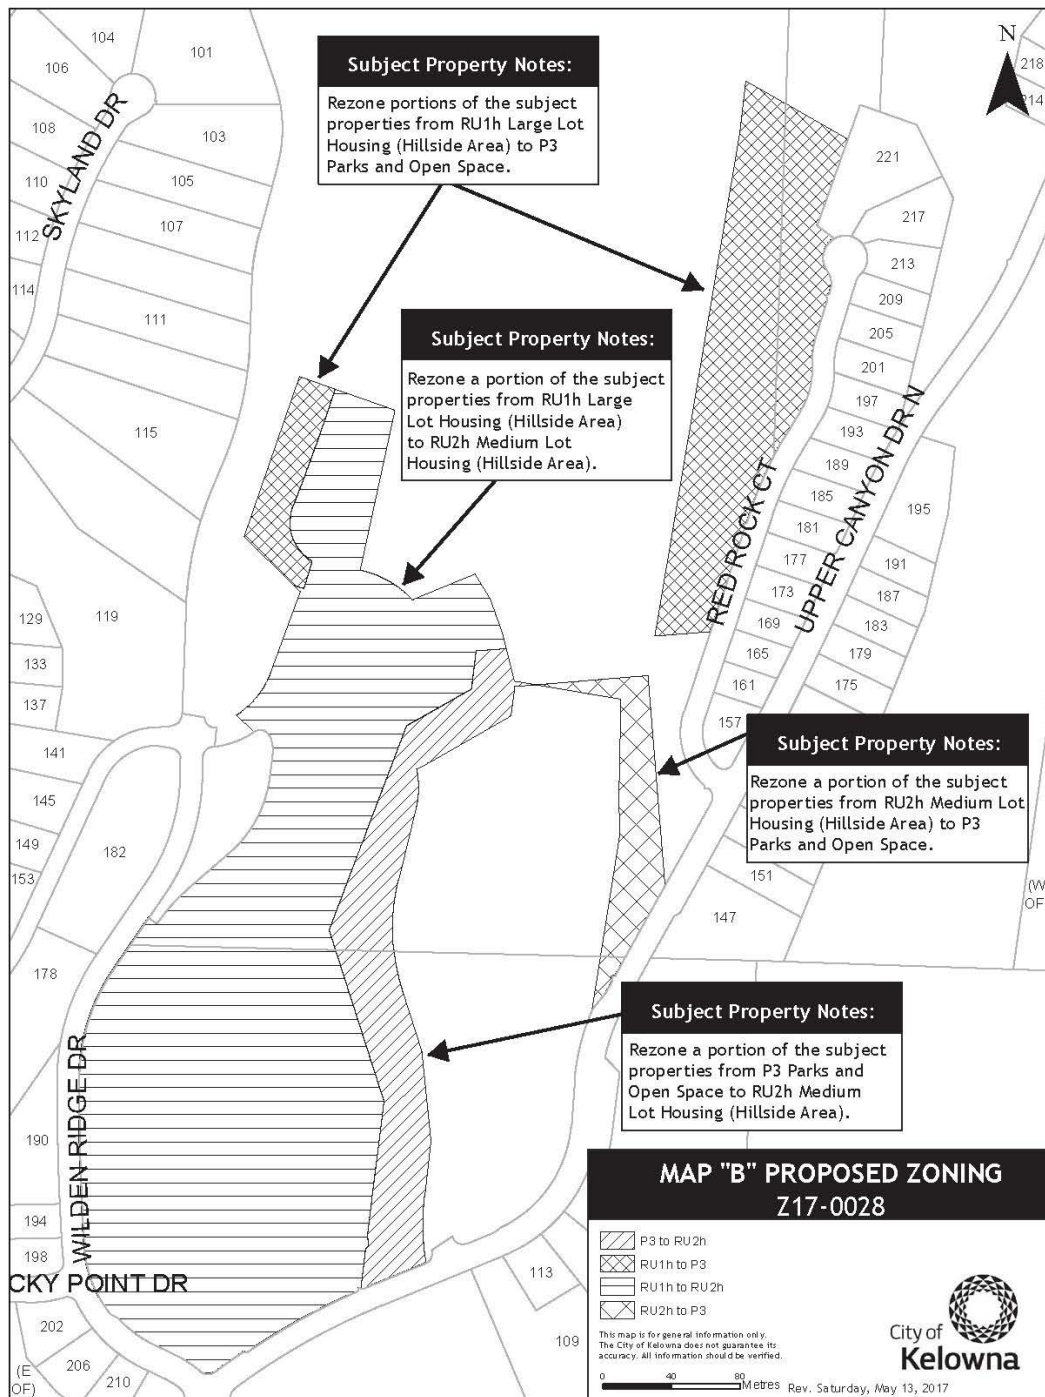 104
101
106
108
103
110
105
107
112
114
111
115
SKYLAND DR
N
218
214
Subject Property Notes:
Rezone portions of the subject
properties from RU1h Large Lot
Housing (Hillside Area) to P3
Parks and Open Space.
221
217
213
209
205
201
197
193
189
185
181
177
173
169
165
161
157
RED ROCK CT
UPPER CANYON DR N
195
191
187
183
179
175
Subject Property Notes:
Rezone a portion of the subject
properties from RU1h Large
Lot Housing (Hillside Area)
to RU2h Medium Lot
Housing (Hillside Area).
119
129
133
137
141
145
149
153
182
178
190
194
198
WILDEN RIDGE DR
CKY POINT DR
202
206
210
(E
OF)
Subject Property Notes:
Rezone a portion of the subject
properties from RU2h Medium Lot
Housing (Hillside Area) to P3
Parks and Open Space.
151
147
(W
OF
Subject Property Notes:
Rezone a portion of the subject
properties from P3 Parks and
Open Space to RU2h Medium
Lot Housing (Hillside Area).
113
109
MAP "B" PROPOSED ZONING
Z17-0028
P3 to RU2h
RU1h to P3
RU1h to RU2h
RU2h to P3
This map is for general information only.
The City of Kelowna does not guarantee its
accuracy. All information should be verified.
0 40 80 Metres
Rev. Saturday, May 13, 2017
City of
Kelowna